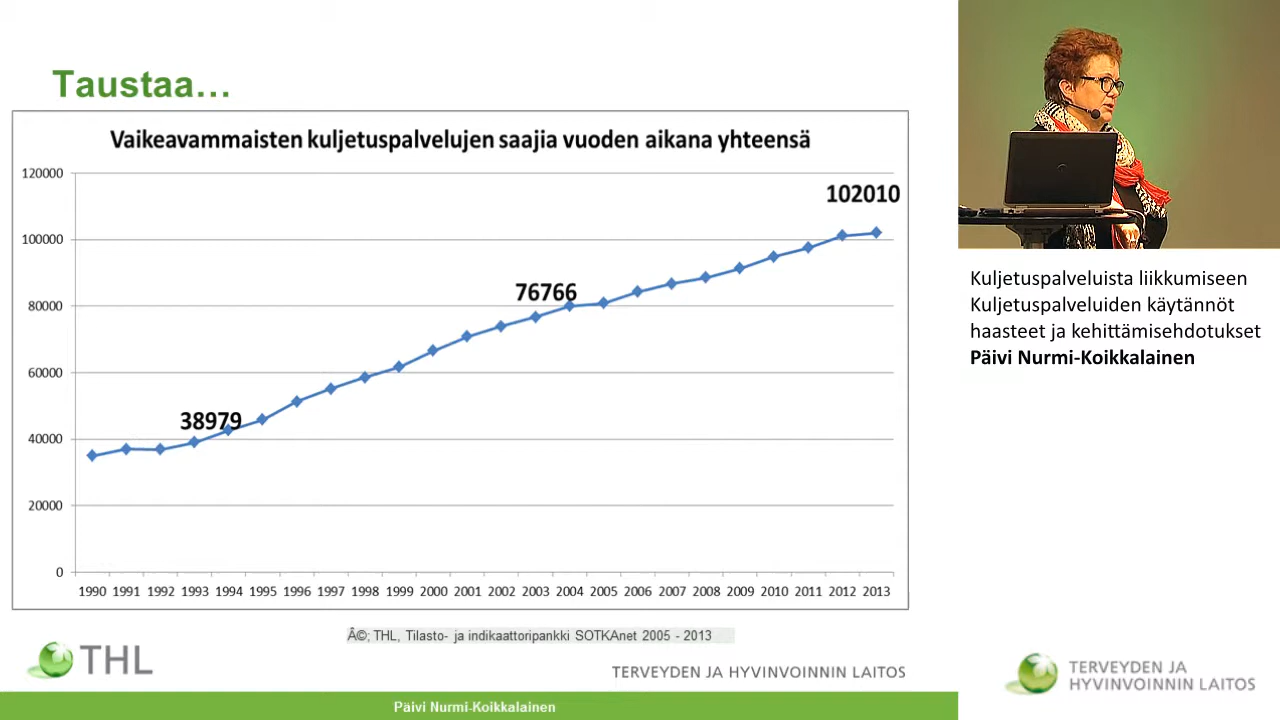 Taustaa…
Vaikeavammaisten kuljetuspalvelujen saajia vuoden aikana yhteensä
120000
100000
80000
60000
40000
20000
0
38979
76766
102010
1990 1991 1992 1993 1994 1995 1996 1997 1998 1999 2000 2001 2002 2003 2004 2005 2006 2007 2008 2009 2010 2011 2012 2013
Â©; THL, Tilasto- ja indikaattoripankki SOTKAnet 2005 - 2013
THL
TERVEYDEN JA HYVINVOINNIN LAITOS
Päivi Nurmi-Koikkalainen
Kuljetuspalveluista liikkumiseen
Kuljetuspalveluiden käytännöt
haasteet ja kehittämisehdotukset
Päivi Nurmi-Koikkalainen
TERVEYDEN JA
HYVINVOINNIN LAITOS